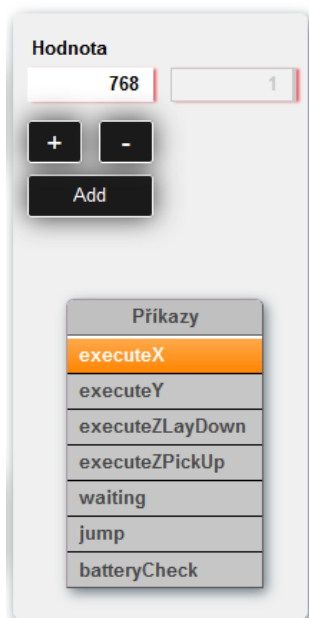 Hodnota
768 1
+ -
Add
Příkazy
executeX
executeY
executeZLayDown
executeZPickUp
waiting
jump
batteryCheck